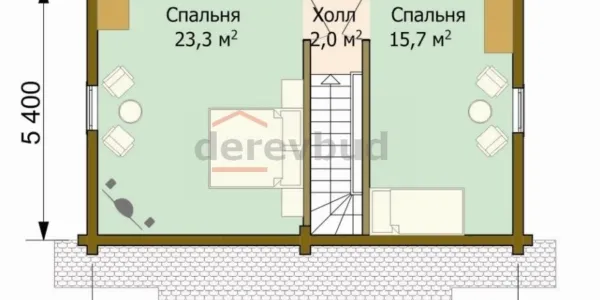 Спальня
23,3 м²
Холл
2,0 м²
Спальня
15,7 м²
5 400
derevbud